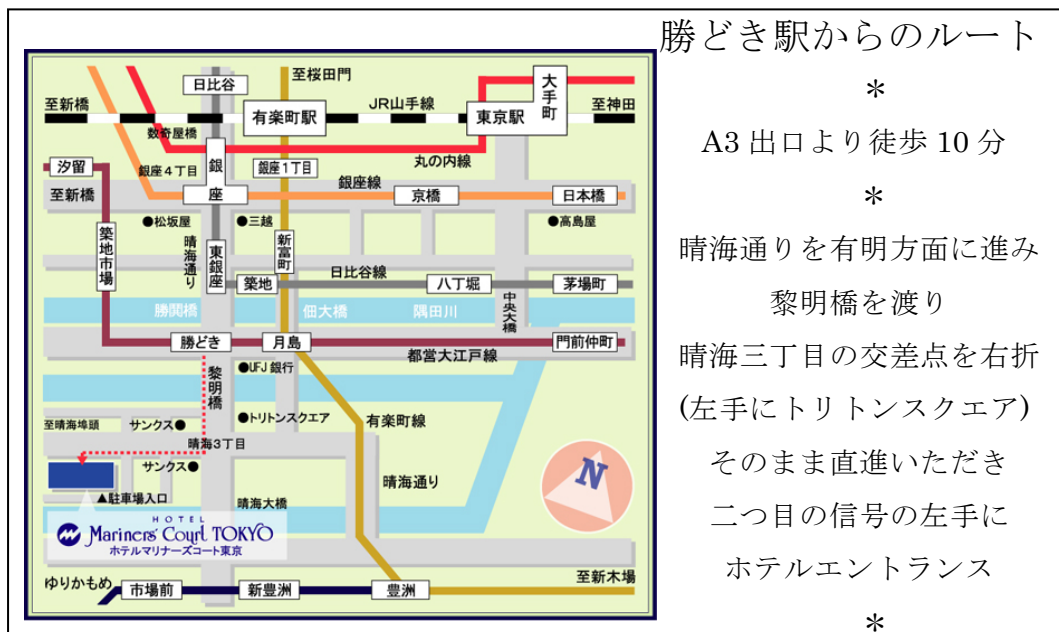 勝どき駅からのルート
*
A3 出口より徒歩 10 分
*
晴海通りを有明方面に進み
黎明橋を渡り
晴海三丁目の交差点を右折
(左手にトリトンスクエア)
そのまま直進いただき
二つ目の信号の左手に
ホテルエントランス
*
日比谷
至桜田門
大手町
至新橋
有楽町駅
JR山手線
東京駅
至神田
数奇屋橋
丸の内線
汐留
銀座4丁目
銀座
銀座1丁目
銀座線
至新橋
京橋
日本橋
●松坂屋
●三越
●高島屋
築地市場
晴海通り
東銀座
新富町
日比谷線
築地
八丁堀
茅場町
勝鬨橋
佃大橋
隅田川
中央大橋
勝どき
月島
門前仲町
都営大江戸線
黎明橋
●UFJ銀行
●トリトンスクエア
有楽町線
至晴海埠頭
サンクス●
晴海3丁目
サンクス●
N
晴海通り
▲駐車場入口
晴海大橋
HOTEL
Mariners' Court TOKYO
ホテルマリナーズコート東京
ゆりかもめ
市場前
新豊洲
豊洲
至新木場